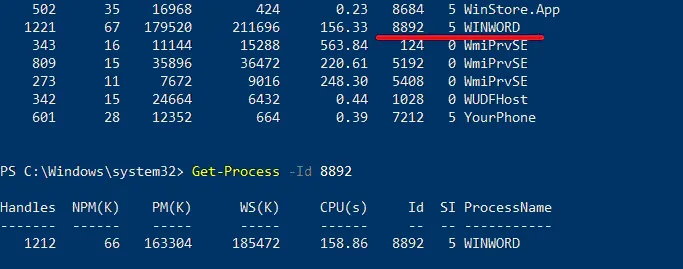 502 35 16968 424 0.23 8684 5 WinStore.App
1221 67 179520 211696 156.33 8892 5 WINWORD
343 16 11144 15288 563.84 124 0 WmiPrvSE
809 15 35896 36472 220.61 5192 0 WmiPrvSE
273 11 7672 9016 248.30 5408 0 WmiPrvSE
342 15 24664 6432 0.44 1028 0 WUDFHost
601 28 12352 664 0.39 7212 5 YourPhone
PS C:\Windows\system32> Get-Process -Id 8892
Handles NPM(K) PM(K) WS(K) CPU(s) Id SI ProcessName
------- ------ ----- ----- ------ -- -- -----------
1212 66 163304 185472 158.86 8892 5 WINWORD